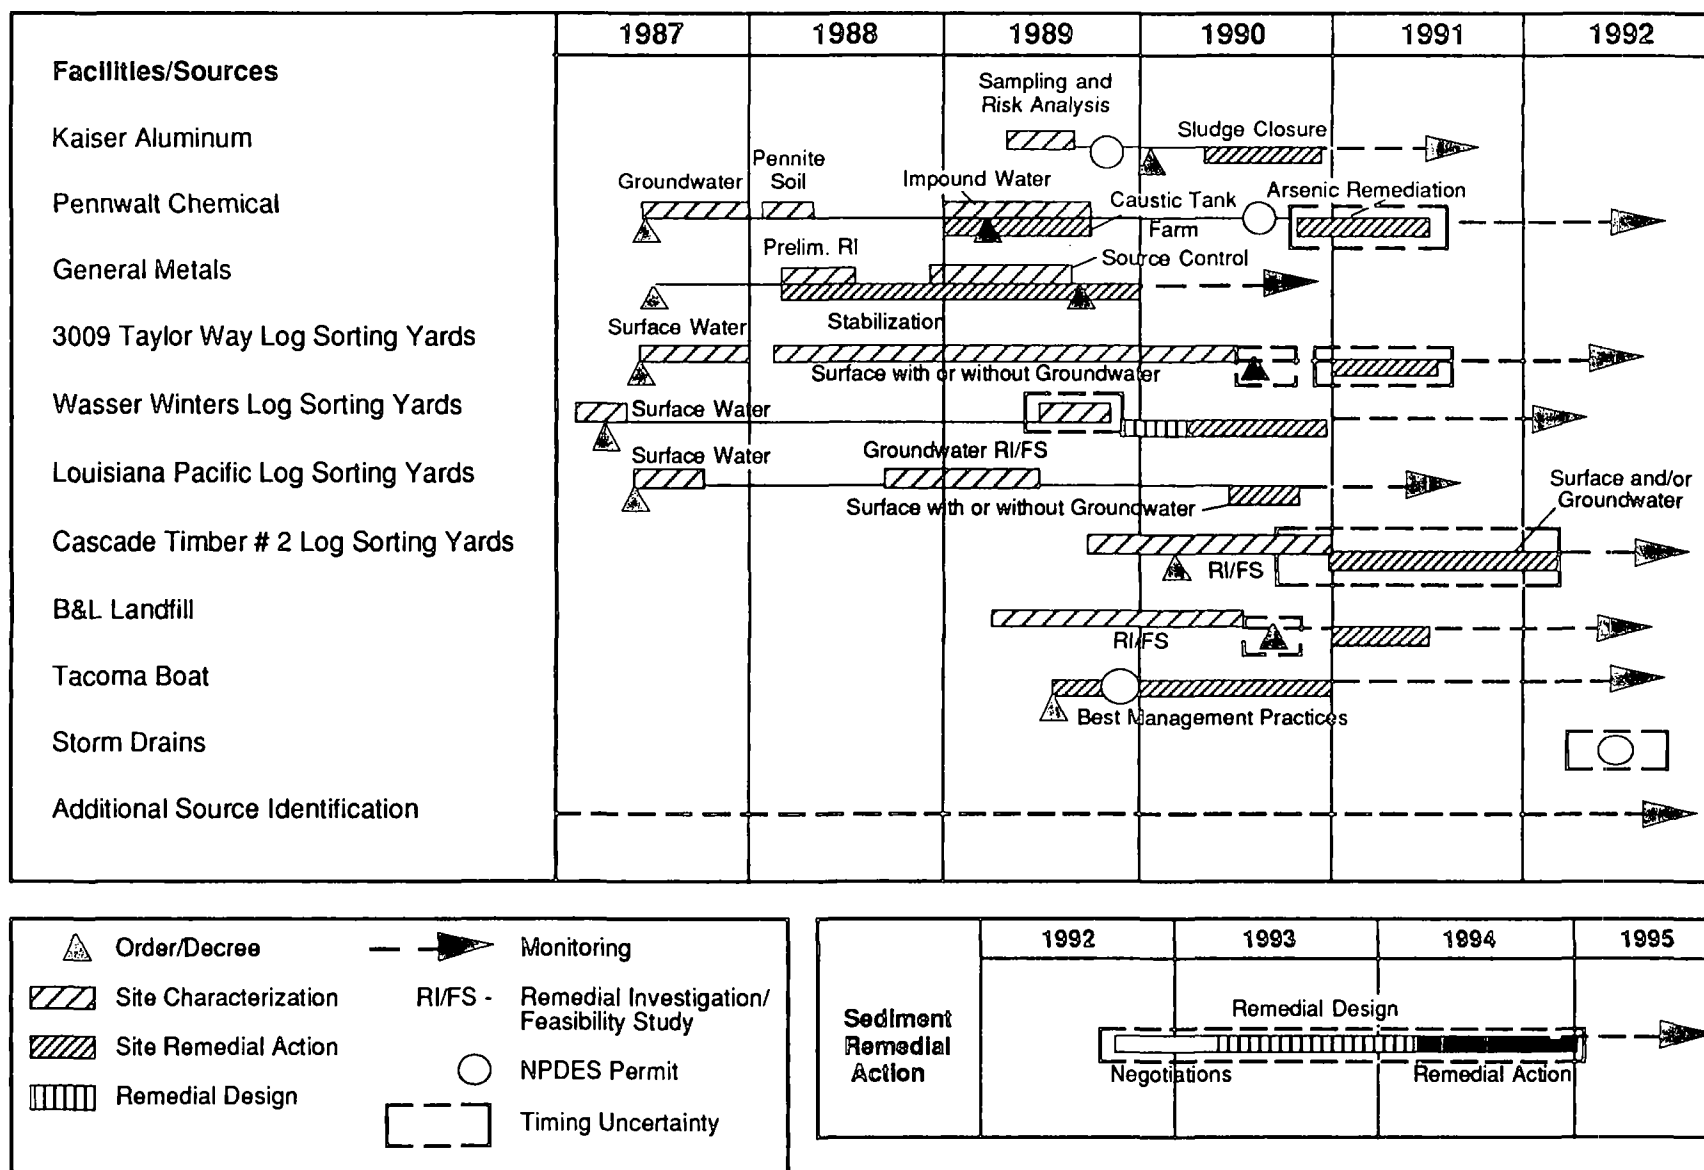 1987 1988 1989 1990 1991 1992
Facilities/Sources
Sampling and
Risk Analysis
Kaiser Aluminum
Sludge Closure
Pennite
Soil
Groundwater
Impound Water
Pennwalt Chemical
Caustic Tank
Farm
Arsenic Remediation
Prelim. RI
General Metals
Source Control
Stabilization
3009 Taylor Way Log Sorting Yards
Surface Water
Surface with or without Groundwater
Wasser Winters Log Sorting Yards
Surface Water
Louisiana Pacific Log Sorting Yards
Surface Water
Groundwater RI/FS
Surface with or without Groundwater
Surface and/or
Groundwater
Cascade Timber # 2 Log Sorting Yards
RI/FS
B&L Landfill
RI/FS
Tacoma Boat
Best Management Practices
Storm Drains
Additional Source Identification
Order/Decree
Site Characterization
Site Remedial Action
Remedial Design
Monitoring
RI/FS - Remedial Investigation/
Feasibility Study
NPDES Permit
Timing Uncertainty
1992 1993 1994 1995
Sediment
Remedial
Action
Remedial Design
Negotiations
Remedial Action